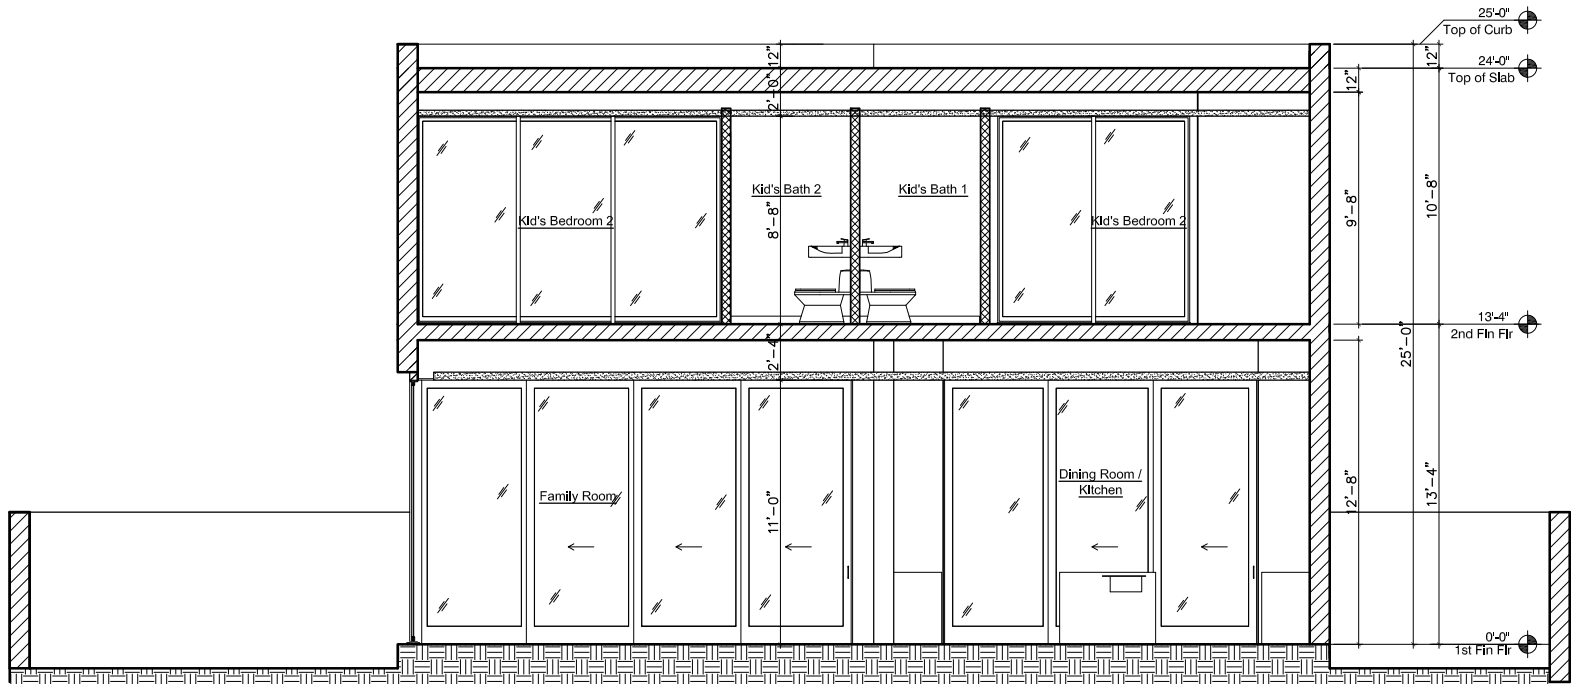 25'-0"
Top of Curb
24'-0"
Top of Slab
12"
12"
12"
2'-0"
Kid's Bath 2
Kid's Bath 1
Kid's Bedroom 2
Kid's Bedroom 2
8'-8"
9'-8"
10'-8"
13'-4"
2nd Fin Flr
25'-0"
2'-4"
Family Room
Dining Room /
Kitchen
11'-0"
12'-8"
13'-4"
0'-0"
1st Fin Flr